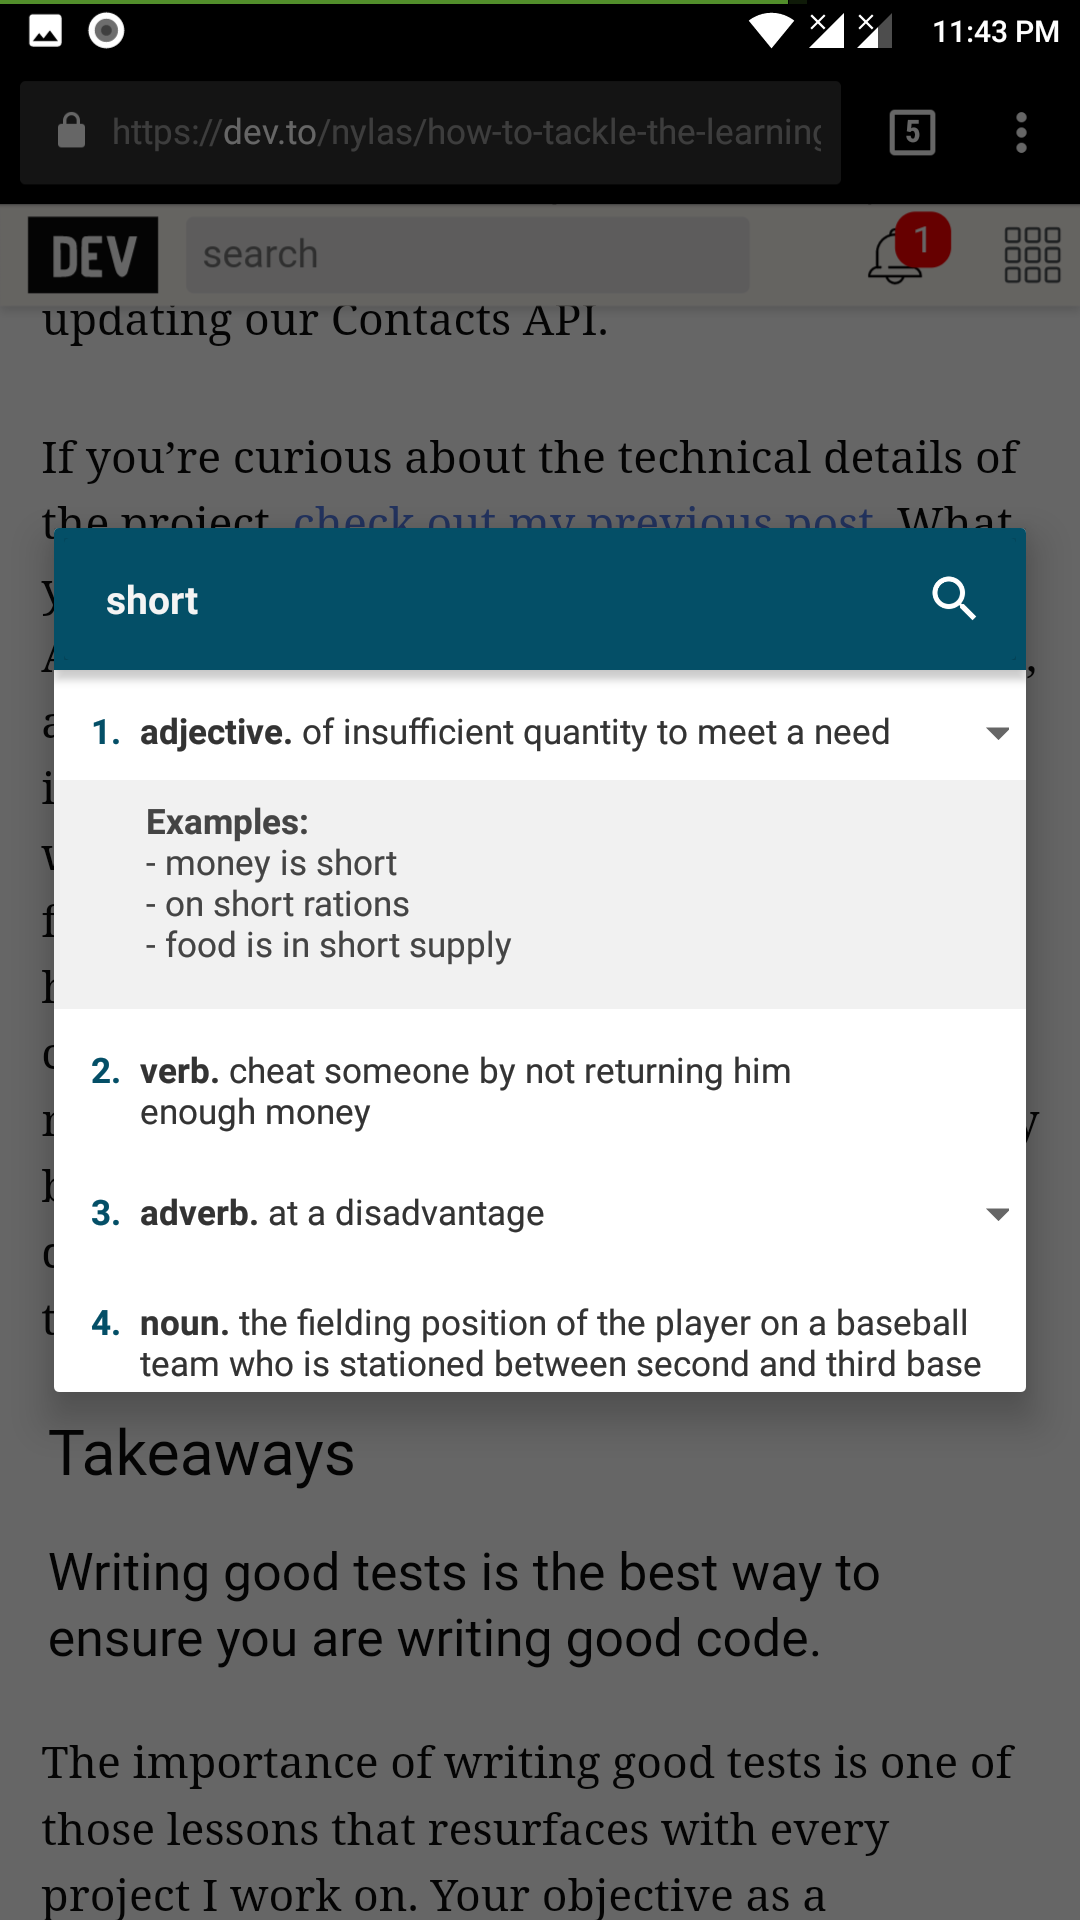 11:43 PM
https://dev.to/nylas/how-to-tackle-the-learning
5
DEV
search
1
updating our Contacts API.
If you’re curious about the technical details of
the project, check out my previous post. What
short
1. adjective. of insufficient quantity to meet a need
Examples:
- money is short
- on short rations
- food is in short supply
2. verb. cheat someone by not returning him
enough money
3. adverb. at a disadvantage
4. noun. the fielding position of the player on a baseball
team who is stationed between second and third base
Takeaways
Writing good tests is the best way to
ensure you are writing good code.
The importance of writing good tests is one of
those lessons that resurfaces with every
project I work on. Your objective as a